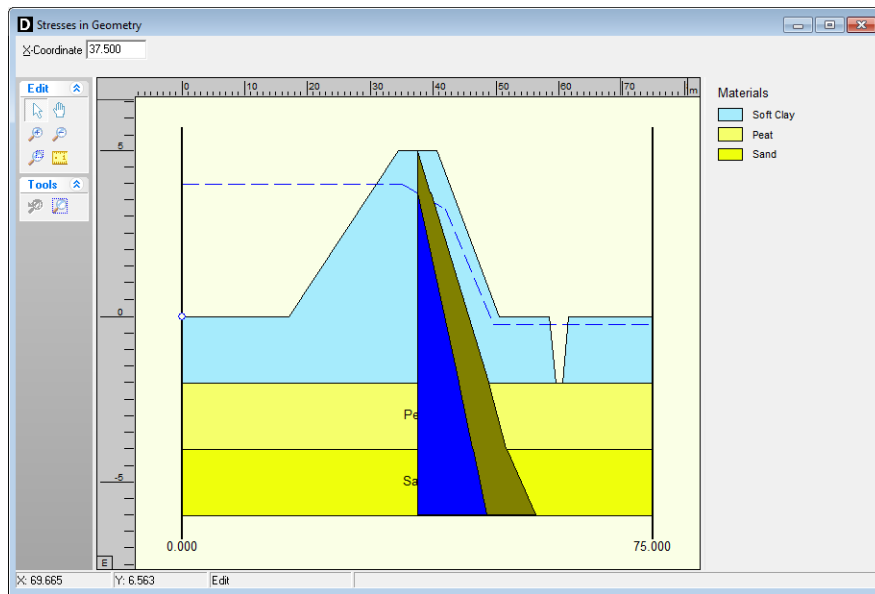 D Stresses in Geometry
X-Coordinate 37.500
Edit
Tools
0 10 20 30 40 50 60 70 m
5
0
-5
E
Pe
Sa
0.000 75.000
Materials
Soft Clay
Peat
Sand
X: 69.665 Y: 6.563 Edit